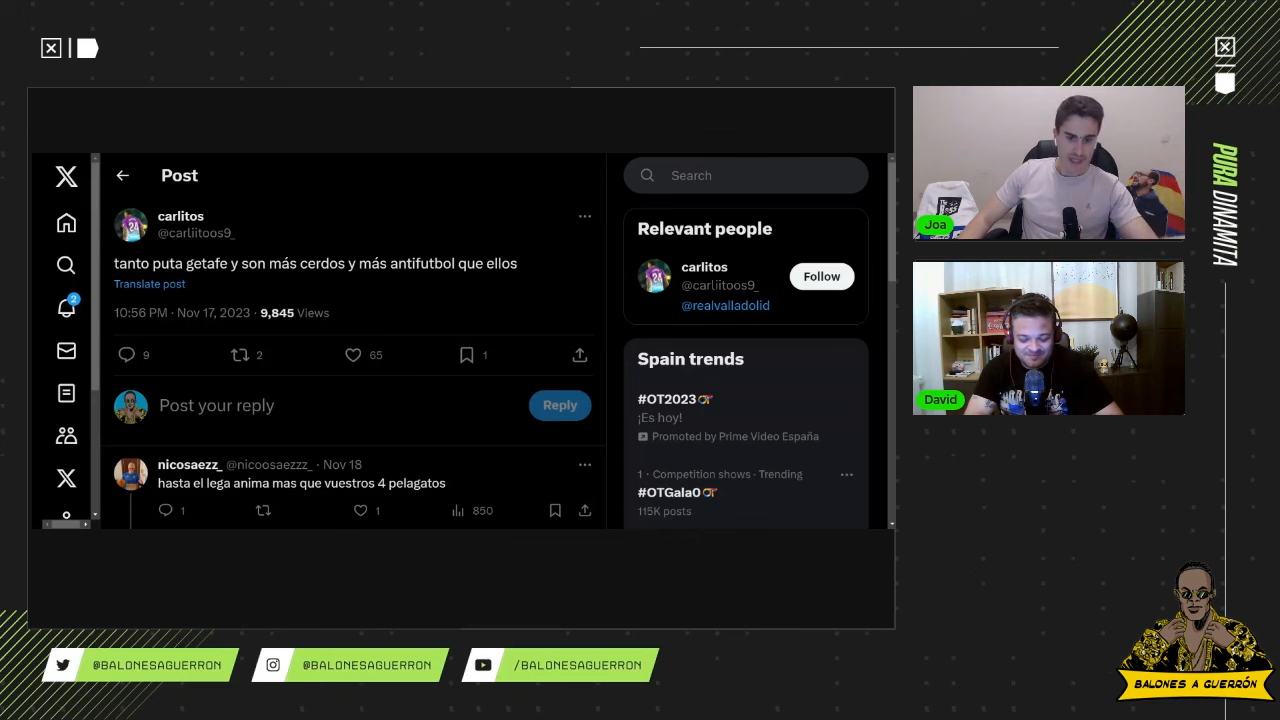 Post
carlitos
@carliitoos9_
tanto puta getafe y son más cerdos y más antifutbol que ellos
Translate post
10:56 PM · Nov 17, 2023 · 9,845 Views
9
2
65
1
Post your reply
Reply
nicosaezz_ @nicoosaezzz_ · Nov 18
hasta el lega anima mas que vuestros 4 pelagatos
1
1
850
2
Search
Relevant people
carlitos
@carliitoos9_
Follow
@realvalladolid
Spain trends
#OT2023
¡Es hoy!
Promoted by Prime Video España
1 · Competition shows · Trending
#OTGala0
115K posts
Joa
David
PURA DINAMITA
@BALONESAGUERRON
@BALONESAGUERRON
/BALONESAGUERRON
BALONES A GUERRÓN